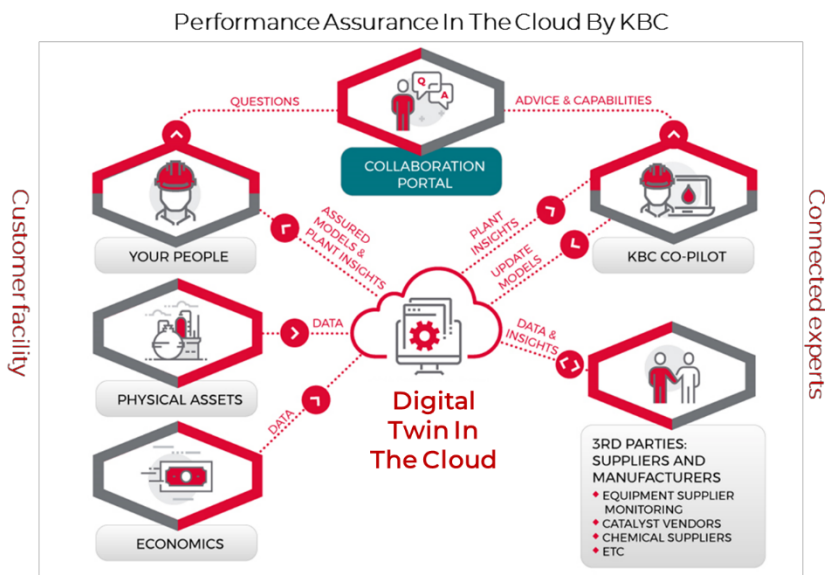 Performance Assurance In The Cloud By KBC
QUESTIONS
Q
A
ADVICE & CAPABILITIES
COLLABORATION
PORTAL
Customer facility
Connected experts
YOUR PEOPLE
ASSURED
MODELS &
PLANT INSIGHTS
PLANT
INSIGHTS
UPDATE
MODELS
KBC CO-PILOT
PHYSICAL ASSETS
DATA
DATA &
INSIGHTS
Digital
Twin In
The Cloud
DATA
ECONOMICS
3RD PARTIES:
SUPPLIERS AND
MANUFACTURERS
EQUIPMENT SUPPLIER
MONITORING
CATALYST VENDORS
CHEMICAL SUPPLIERS
ETC